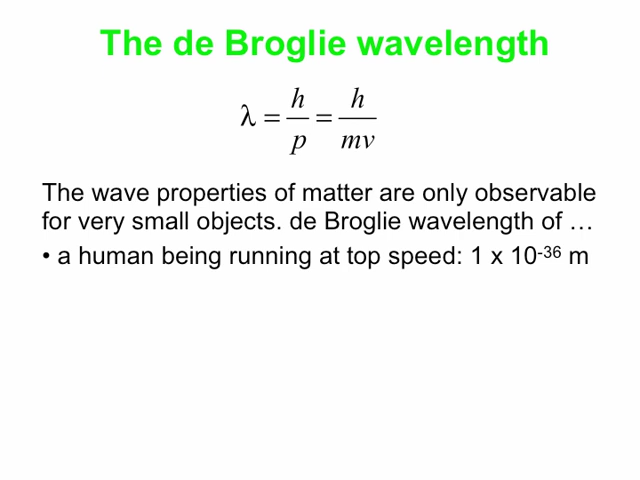 The de Broglie wavelength
λ = h/p = h/mv
The wave properties of matter are only observable
for very small objects. de Broglie wavelength of …
• a human being running at top speed: 1 x 10⁻³⁶ m